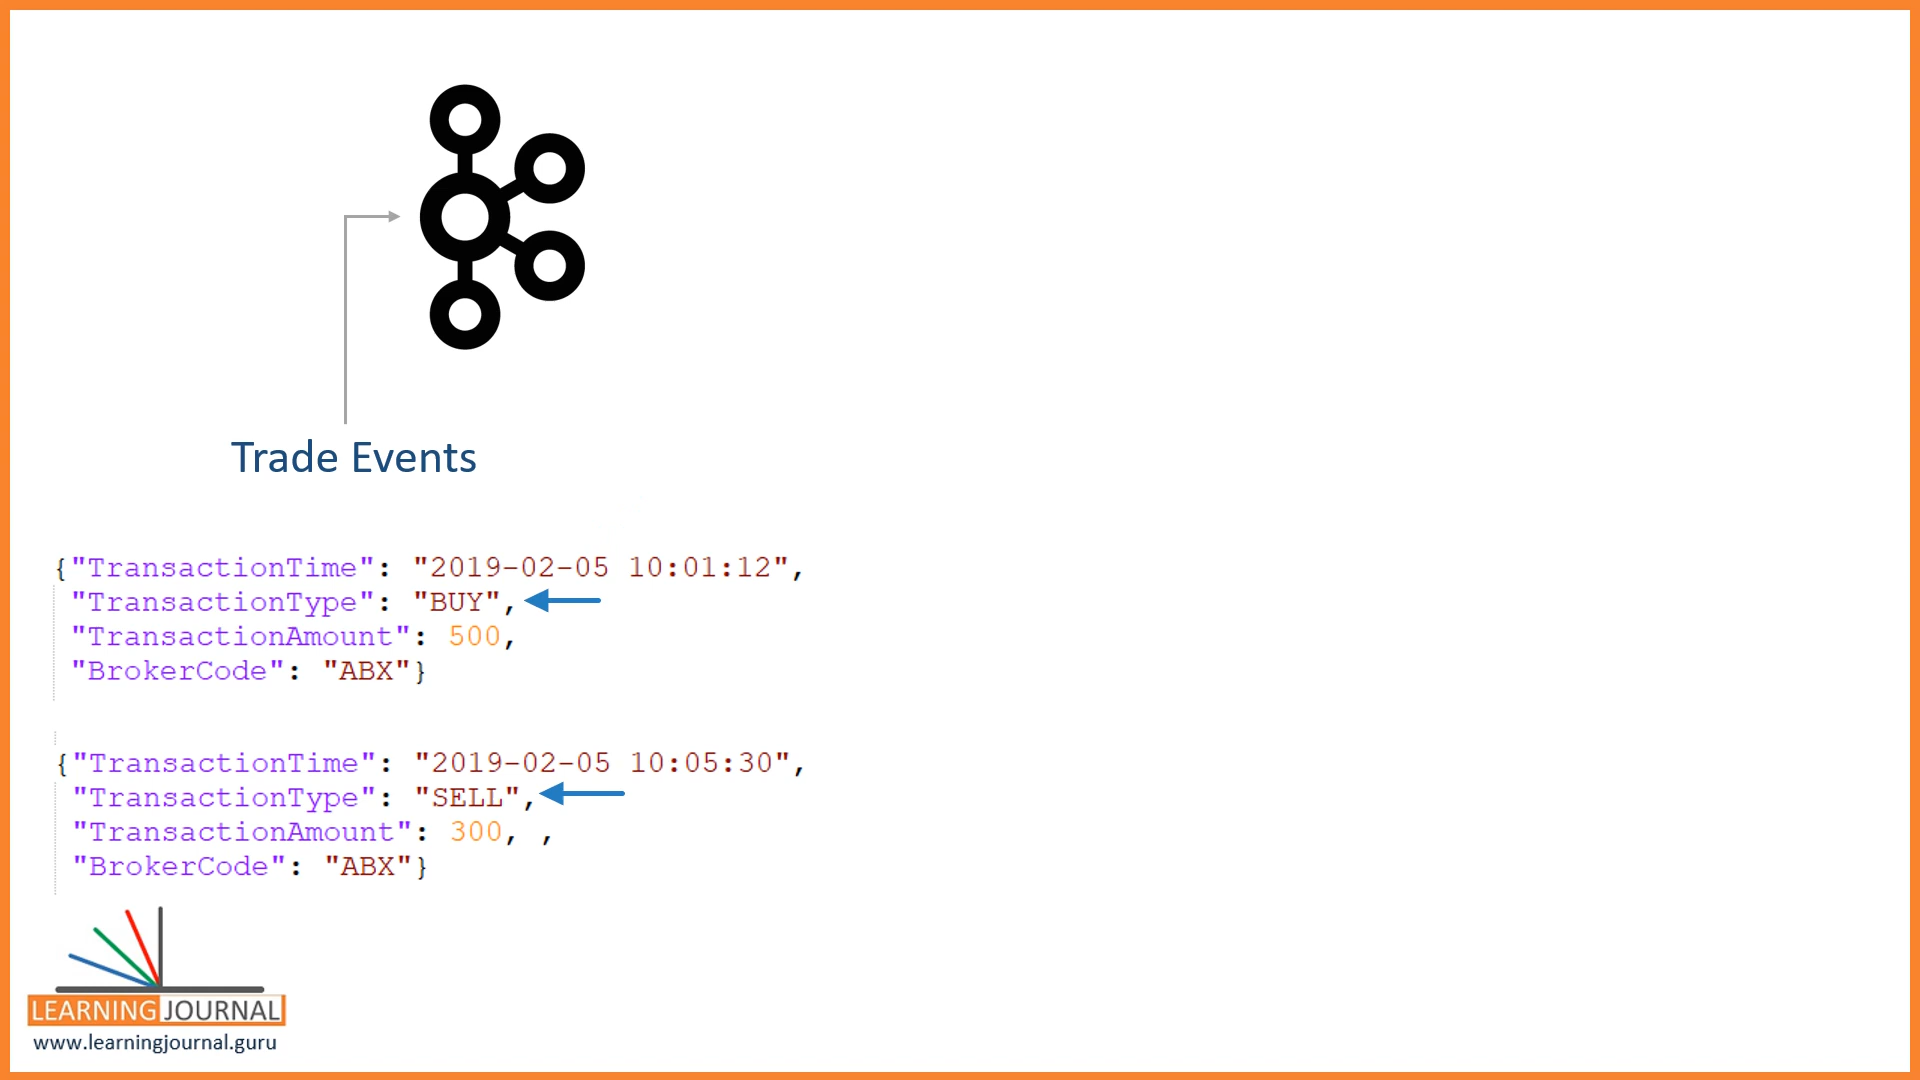 Trade Events
{"TransactionTime": "2019-02-05 10:01:12",
"TransactionType": "BUY",
"TransactionAmount": 500,
"BrokerCode": "ABX"}
{"TransactionTime": "2019-02-05 10:05:30",
"TransactionType": "SELL",
"TransactionAmount": 300, ,
"BrokerCode": "ABX"}
LEARNING JOURNAL
www.learningjournal.guru